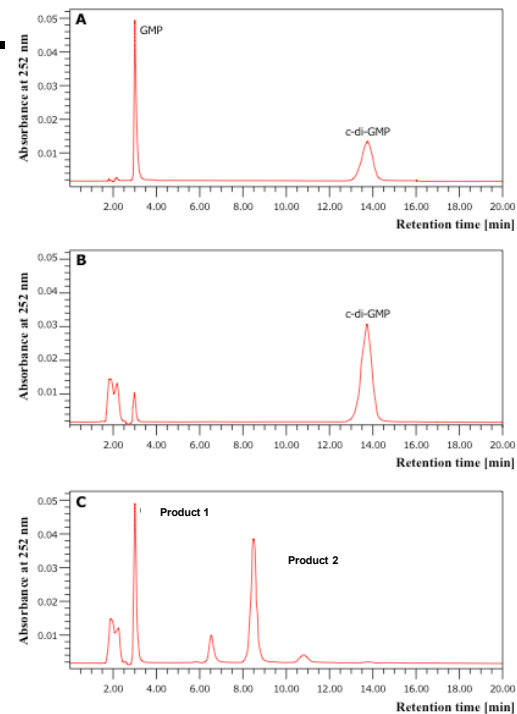 A
GMP
c-di-GMP
0.05
0.04
0.03
0.02
0.01
Absorbance at 252 nm
2.00 4.00 6.00 8.00 10.00 12.00 14.00 16.00 18.00 20.00
Retention time [min]
B
c-di-GMP
0.05
0.04
0.03
0.02
0.01
Absorbance at 252 nm
2.00 4.00 6.00 8.00 10.00 12.00 14.00 16.00 18.00 20.00
Retention time [min]
C
Product 1
Product 2
0.05
0.04
0.03
0.02
0.01
Absorbance at 252 nm
2.00 4.00 6.00 8.00 10.00 12.00 14.00 16.00 18.00 20.00
Retention time [min]